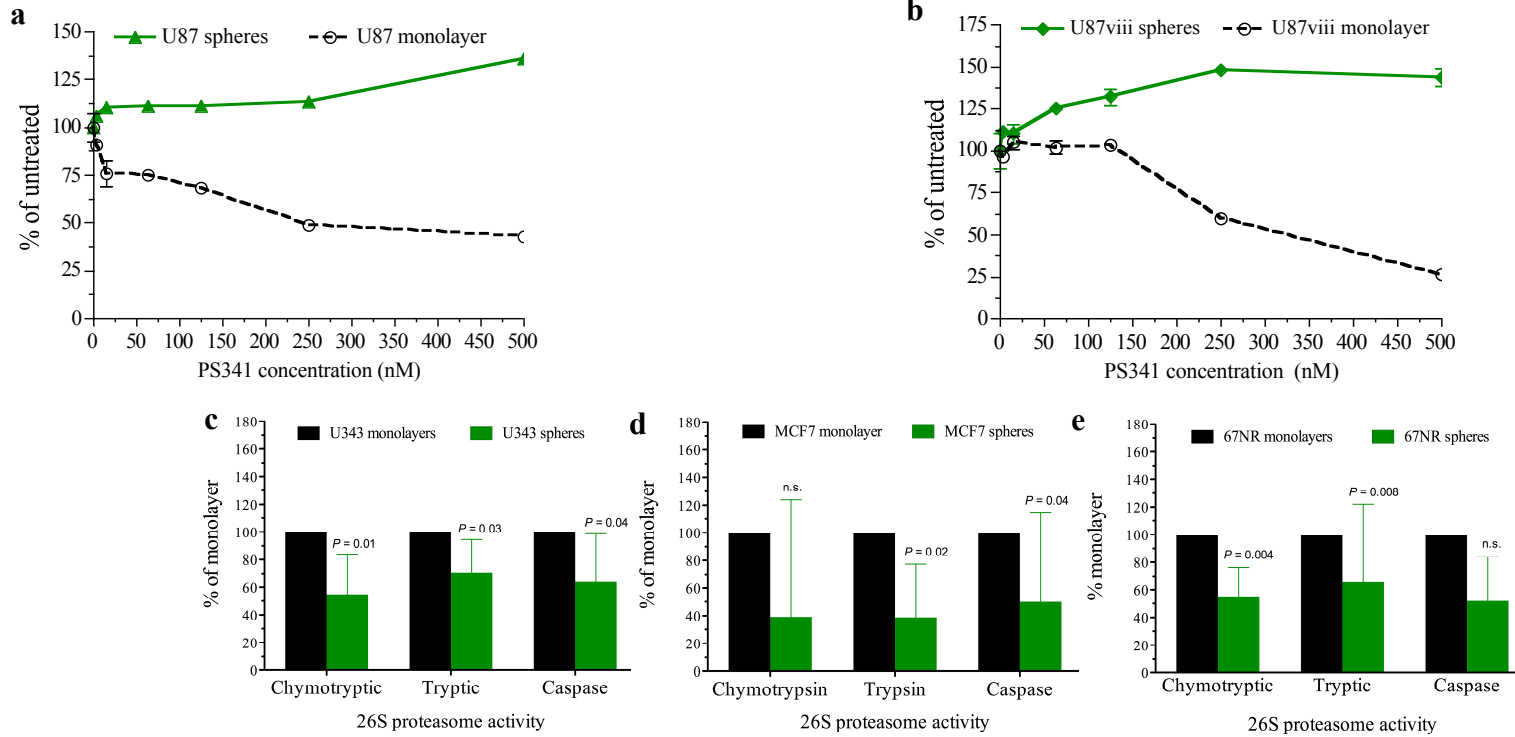 a
U87 spheres
U87 monolayer
150
125
100
75
50
25
0
% of untreated
0 50 100 150 200 250 300 350 400 450 500
PS341 concentration (nM)
b
U87viii spheres
U87viii monolayer
175
150
125
100
75
50
25
0
% of untreated
0 50 100 150 200 250 300 350 400 450 500
PS341 concentration (nM)
c
U343 monolayers
U343 spheres
180
160
140
120
100
80
60
40
20
0
% of monolayer
P = 0.01
P = 0.03
P = 0.04
Chymotryptic Tryptic Caspase
26S proteasome activity
d
MCF7 monolayer
MCF7 spheres
180
160
140
120
100
80
60
40
20
0
% of monolayer
n.s.
P = 0.02
P = 0.04
Chymotrypsin Trypsin Caspase
26S proteasome activity
e
67NR monolayers
67NR spheres
180
160
140
120
100
80
60
40
20
0
% monolayer
P = 0.004
P = 0.008
n.s.
Chymotryptic Tryptic Caspase
26S proteasome activity